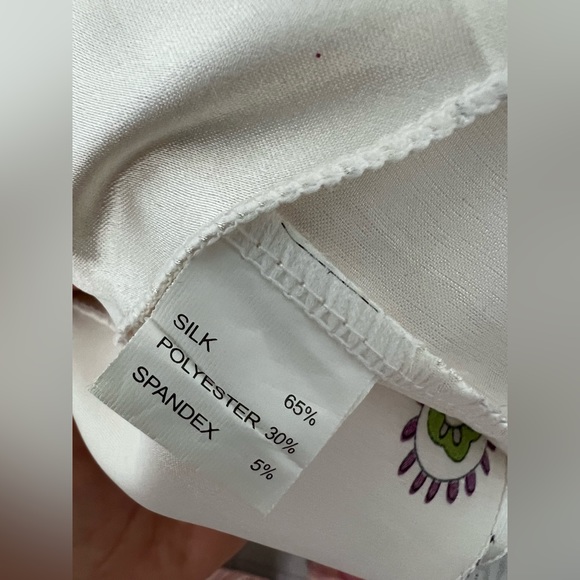 SILK 65%
POLYESTER 30%
SPANDEX 5%